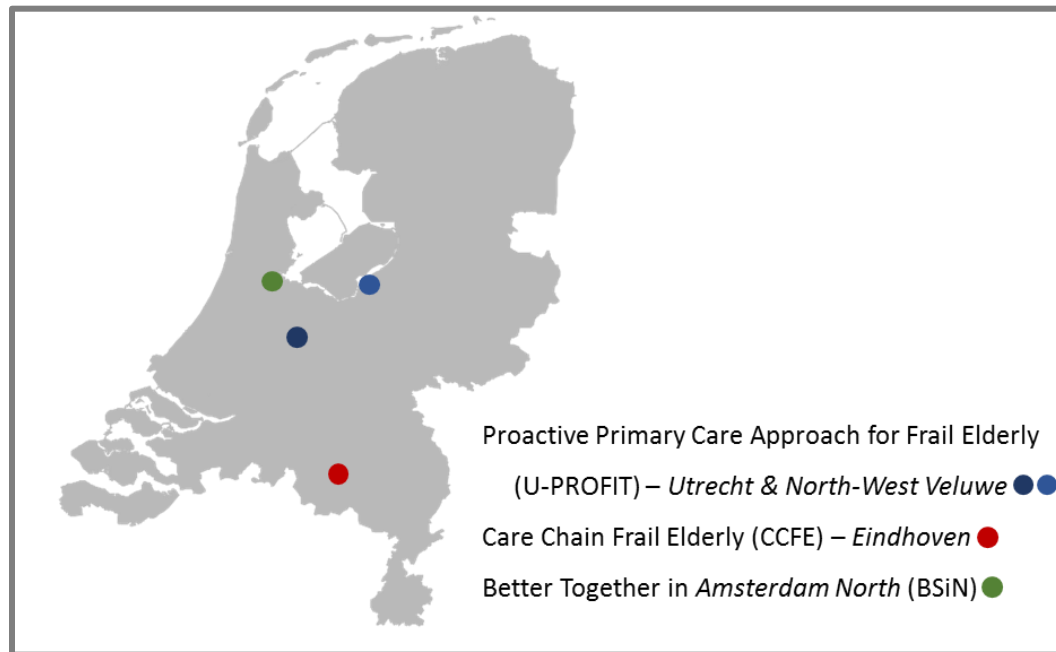 Proactive Primary Care Approach for Frail Elderly
(U-PROFIT) – Utrecht & North-West Veluwe
Care Chain Frail Elderly (CCFE) – Eindhoven
Better Together in Amsterdam North (BSiN)